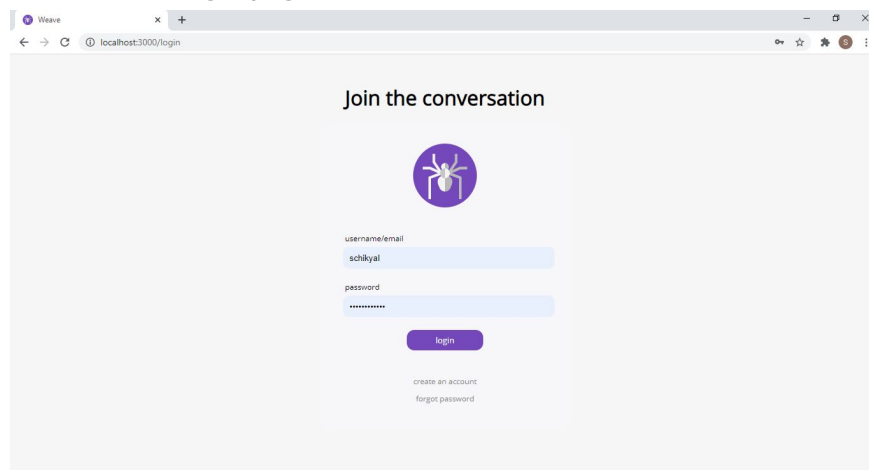 Weave
localhost:3000/login
S
Join the conversation
username/email
schikyal
password
••••••••••••
login
create an account
forgot password